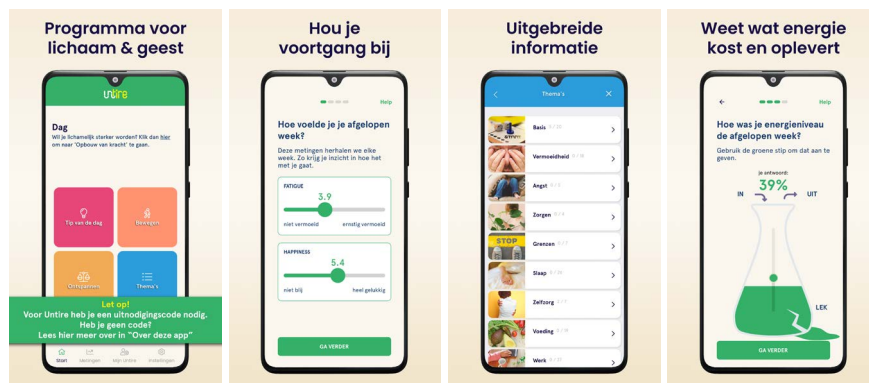 Programma voor
lichaam & geest
untire
Dag
Wil je lichamelijk sterker worden? Klik dan hier
om naar 'Opbouw van kracht' te gaan.
Tip van de dag
Bewegen
Ontspannen
Thema's
Let op!
Voor Untire heb je een uitnodigingscode nodig.
Heb je geen code?
Lees hier meer over in "Over deze app"
Start
Metingen
Mijn untire
Instellingen
Hou je
voortgang bij
Help
Hoe voelde je je afgelopen
week?
Deze metingen herhalen we elke
week. Zo krijg je inzicht in hoe het
met je gaat.
FATIGUE
3.9
niet vermoeid
ernstig vermoeid
HAPPINESS
5.4
niet blij
heel gelukkig
GA VERDER
Uitgebreide
informatie
Thema's
Basis
Vermoeidheid
Angst
Zorgen
STOP
Grenzen
Slaap
Zelfzorg
Voeding
Werk
Weet wat energie
kost en oplevert
Help
Hoe was je energieniveau
de afgelopen week?
Gebruik de groene stip om dat aan te
geven.
je antwoord:
39%
IN
UIT
LEK
GA VERDER